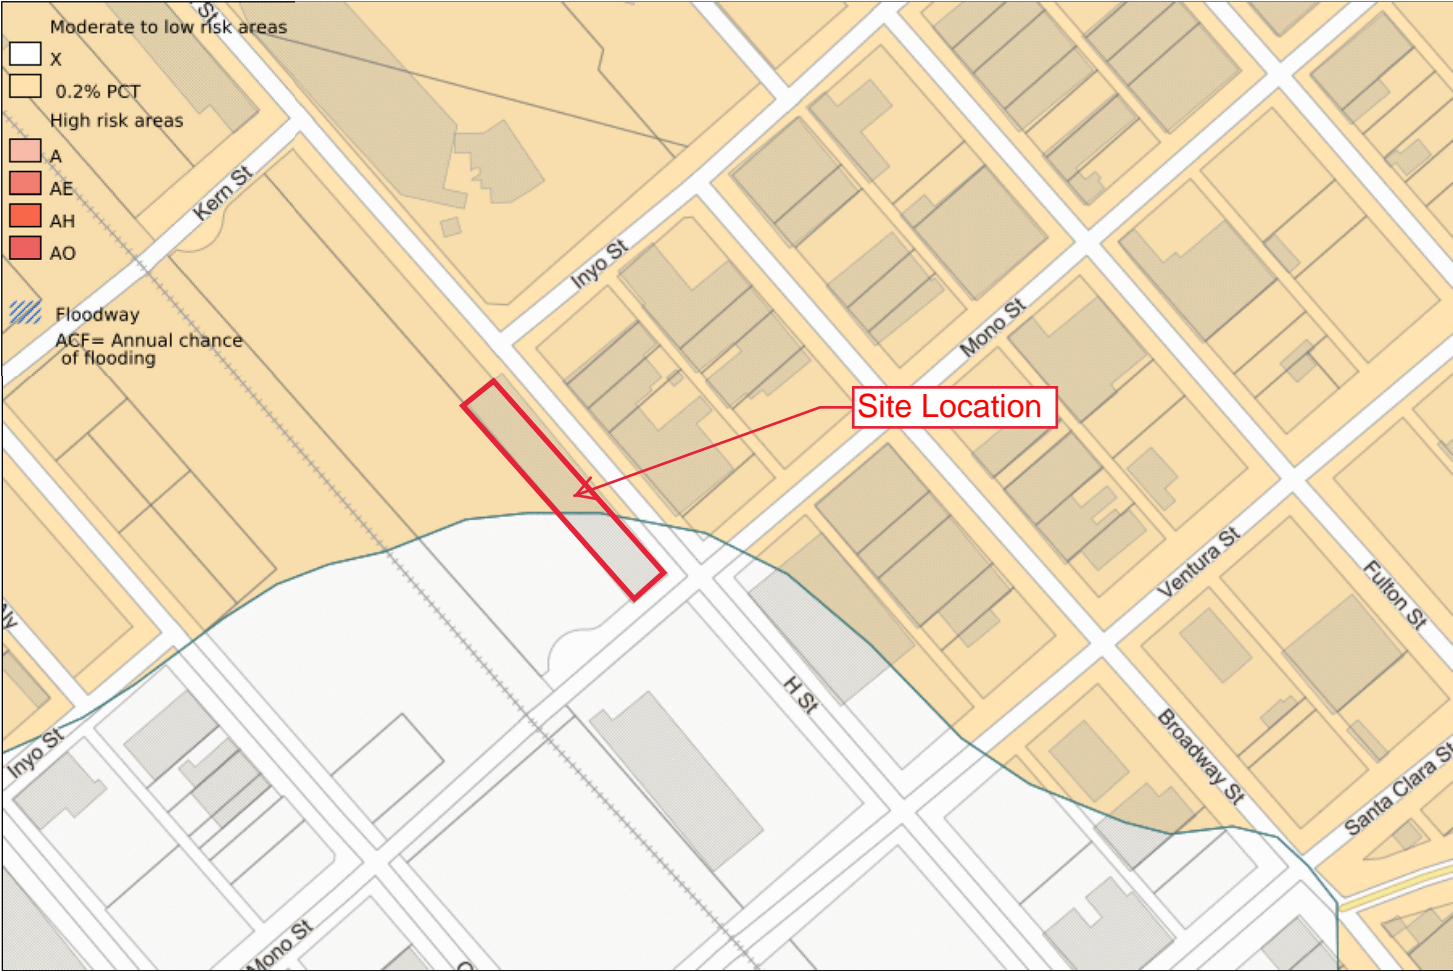 St
Moderate to low risk areas
X
0.2% PCT
High risk areas
A
AE
AH
AO
Floodway
ACF= Annual chance
of flooding
Kern St
Inyo St
Mono St
Site Location
Ventura St
Fulton St
H St
Broadway St
Santa Clara St
Inyo St
Mono St